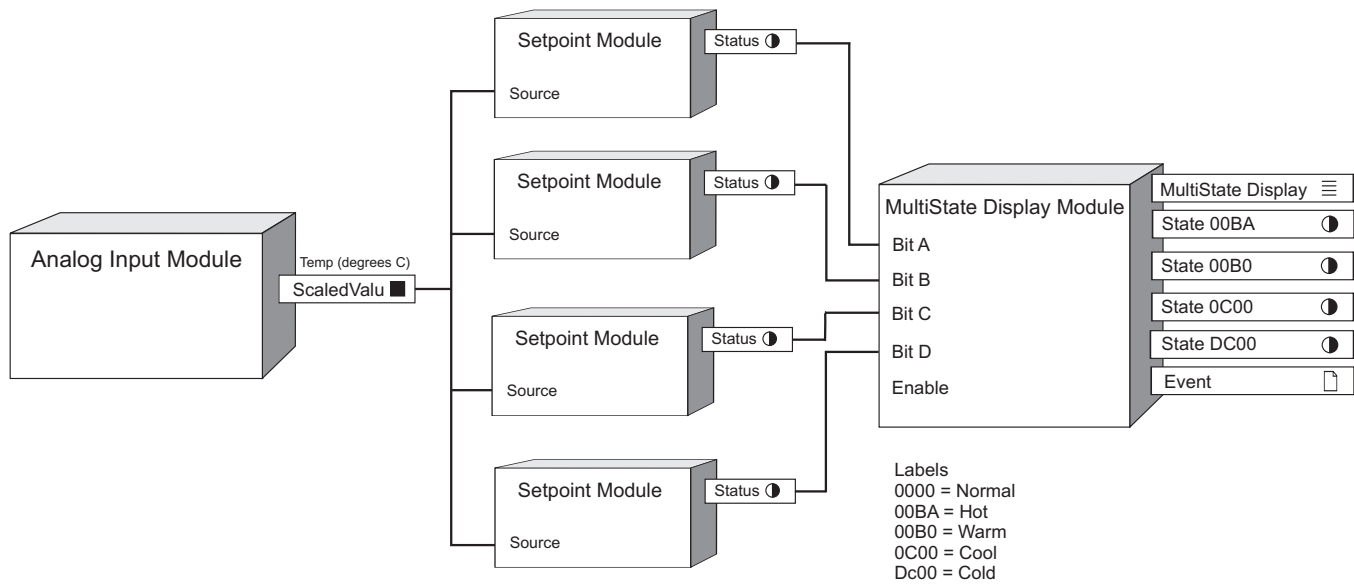 Setpoint Module
Status
Source
Setpoint Module
Status
Source
Analog Input Module
Temp (degrees C)
ScaledValu
Setpoint Module
Status
Source
Setpoint Module
Status
Source
MultiState Display Module
Bit A
Bit B
Bit C
Bit D
Enable
MultiState Display
State 00BA
State 00B0
State 0C00
State DC00
Event
Labels
0000 = Normal
00BA = Hot
00B0 = Warm
0C00 = Cool
Dc00 = Cold